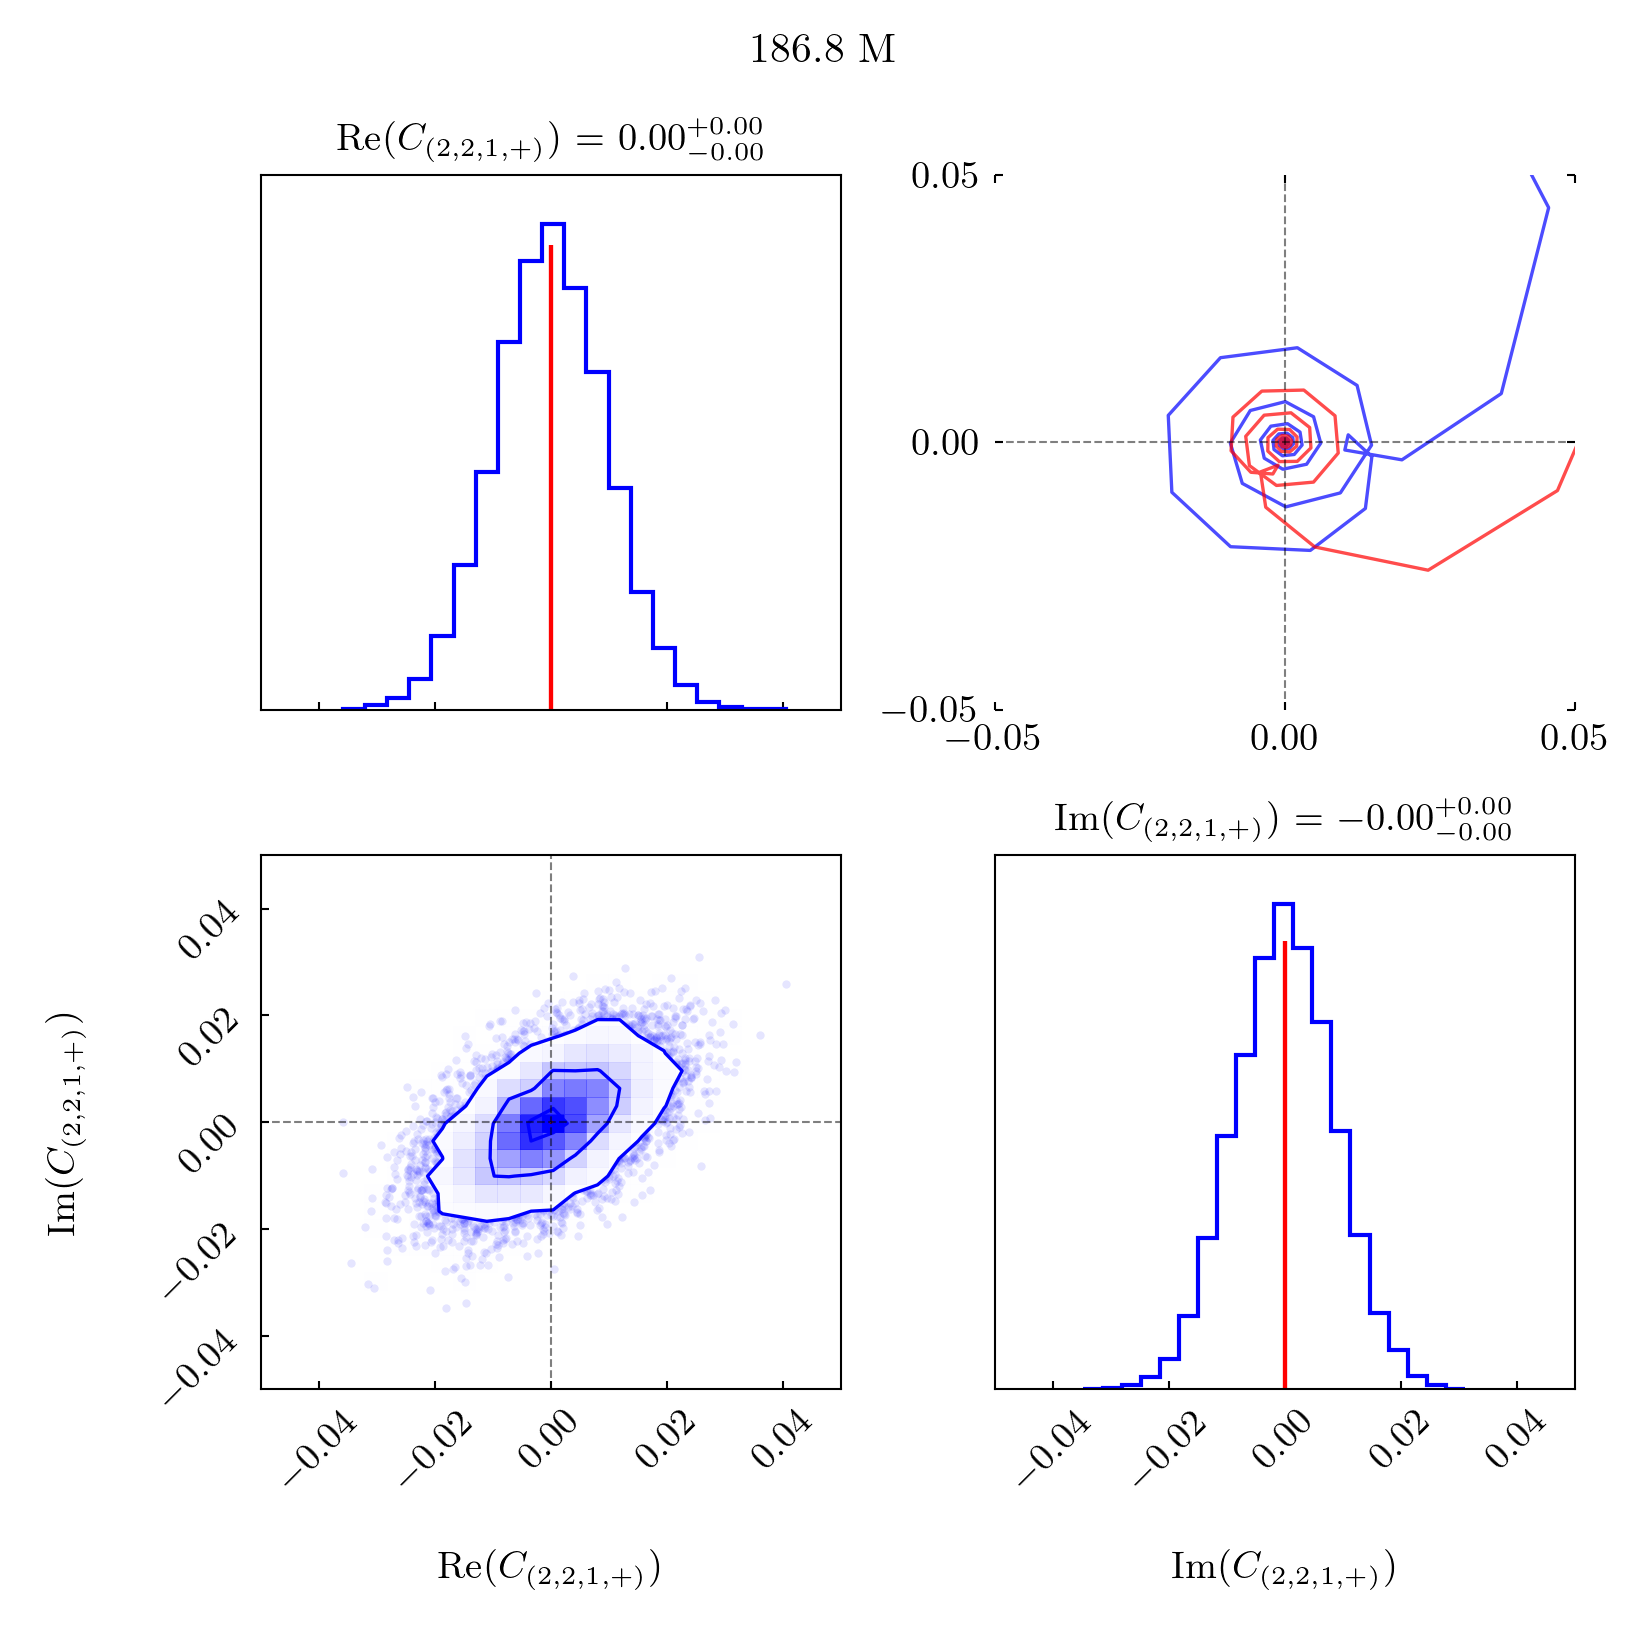 186.8 M
Re(C_{(2,2,1,+)}) = 0.00^{+0.00}_{-0.00}
0.05
0.00
−0.05
−0.05 0.00 0.05
Im(C_{(2,2,1,+)}) = −0.00^{+0.00}_{-0.00}
Im(C_{(2,2,1,+)})
0.04
0.02
0.00
−0.02
−0.04
−0.04 −0.02 0.00 0.02 0.04
−0.04 −0.02 0.00 0.02 0.04
Re(C_{(2,2,1,+)})
Im(C_{(2,2,1,+)})